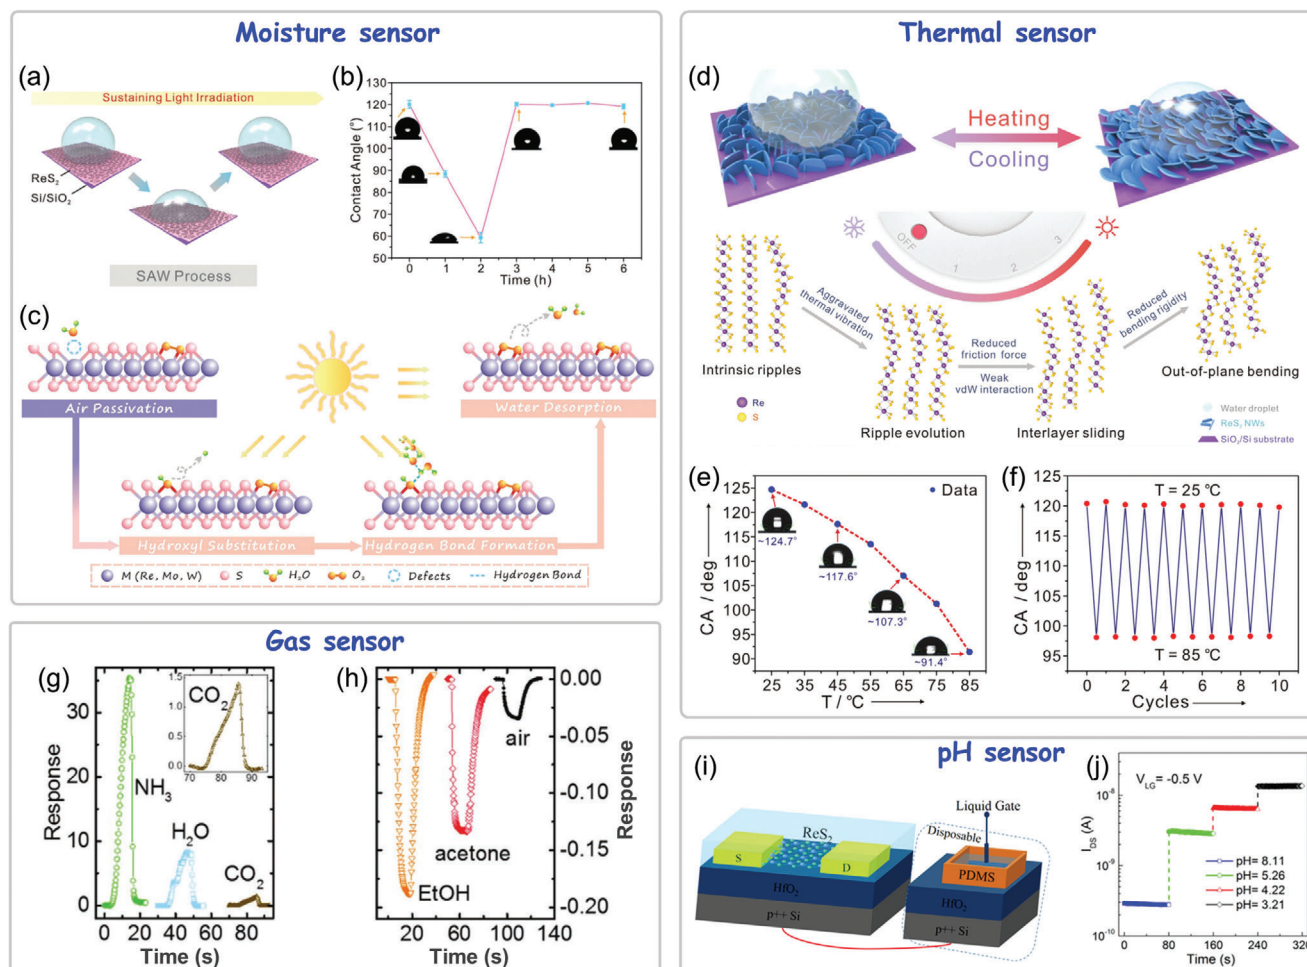 Moisture sensor
(a)
Sustaining Light Irradiation
ReS2
Si/SiO2
SAW Process
(b)
130
120
110
100
90
80
70
60
50
Contact Angle (°)
0 1 2 3 4 5 6
Time (h)
(c)
Air Passivation
Water Desorption
Hydroxyl Substitution
Hydrogen Bond Formation
M (Re, Mo, W) S H2O O2 Defects Hydrogen Bond
Thermal sensor
(d)
Heating
Cooling
OFF
1
2
3
Intrinsic ripples
Aggravated
thermal vibration
Ripple evolution
Reduced
friction force
Weak
vdW interaction
Interlayer sliding
Reduced
bending rigidity
Out-of-plane bending
Re
S
Water droplet
ReS2 NWs
SiO2/Si substrate
(e)
Data
125
120
115
110
105
100
95
90
CA / deg
~124.7°
~117.6°
~107.3°
~91.4°
25 35 45 55 65 75 85
T / °C
(f)
T = 25 °C
T = 85 °C
125
120
115
110
105
100
95
CA / deg
0 2 4 6 8 10
Cycles
Gas sensor
(g)
30
20
10
0
Response
NH3
H2O
CO2
CO2
1.5
1.0
0.5
0.0
70 80 90
0 20 40 60 80 100
Time (s)
(h)
EtOH
acetone
air
0.00
-0.05
-0.10
-0.15
-0.20
Response
20 60 100 140
Time (s)
pH sensor
(i)
Liquid Gate
Disposable
ReS2
S
D
PDMS
HfO2
HfO2
p++ Si
p++ Si
(j)
VLG= -0.5 V
10-8
10-9
10-10
IDS (A)
pH= 8.11
pH= 5.26
pH= 4.22
pH= 3.21
0 80 160 240 320
Time (s)